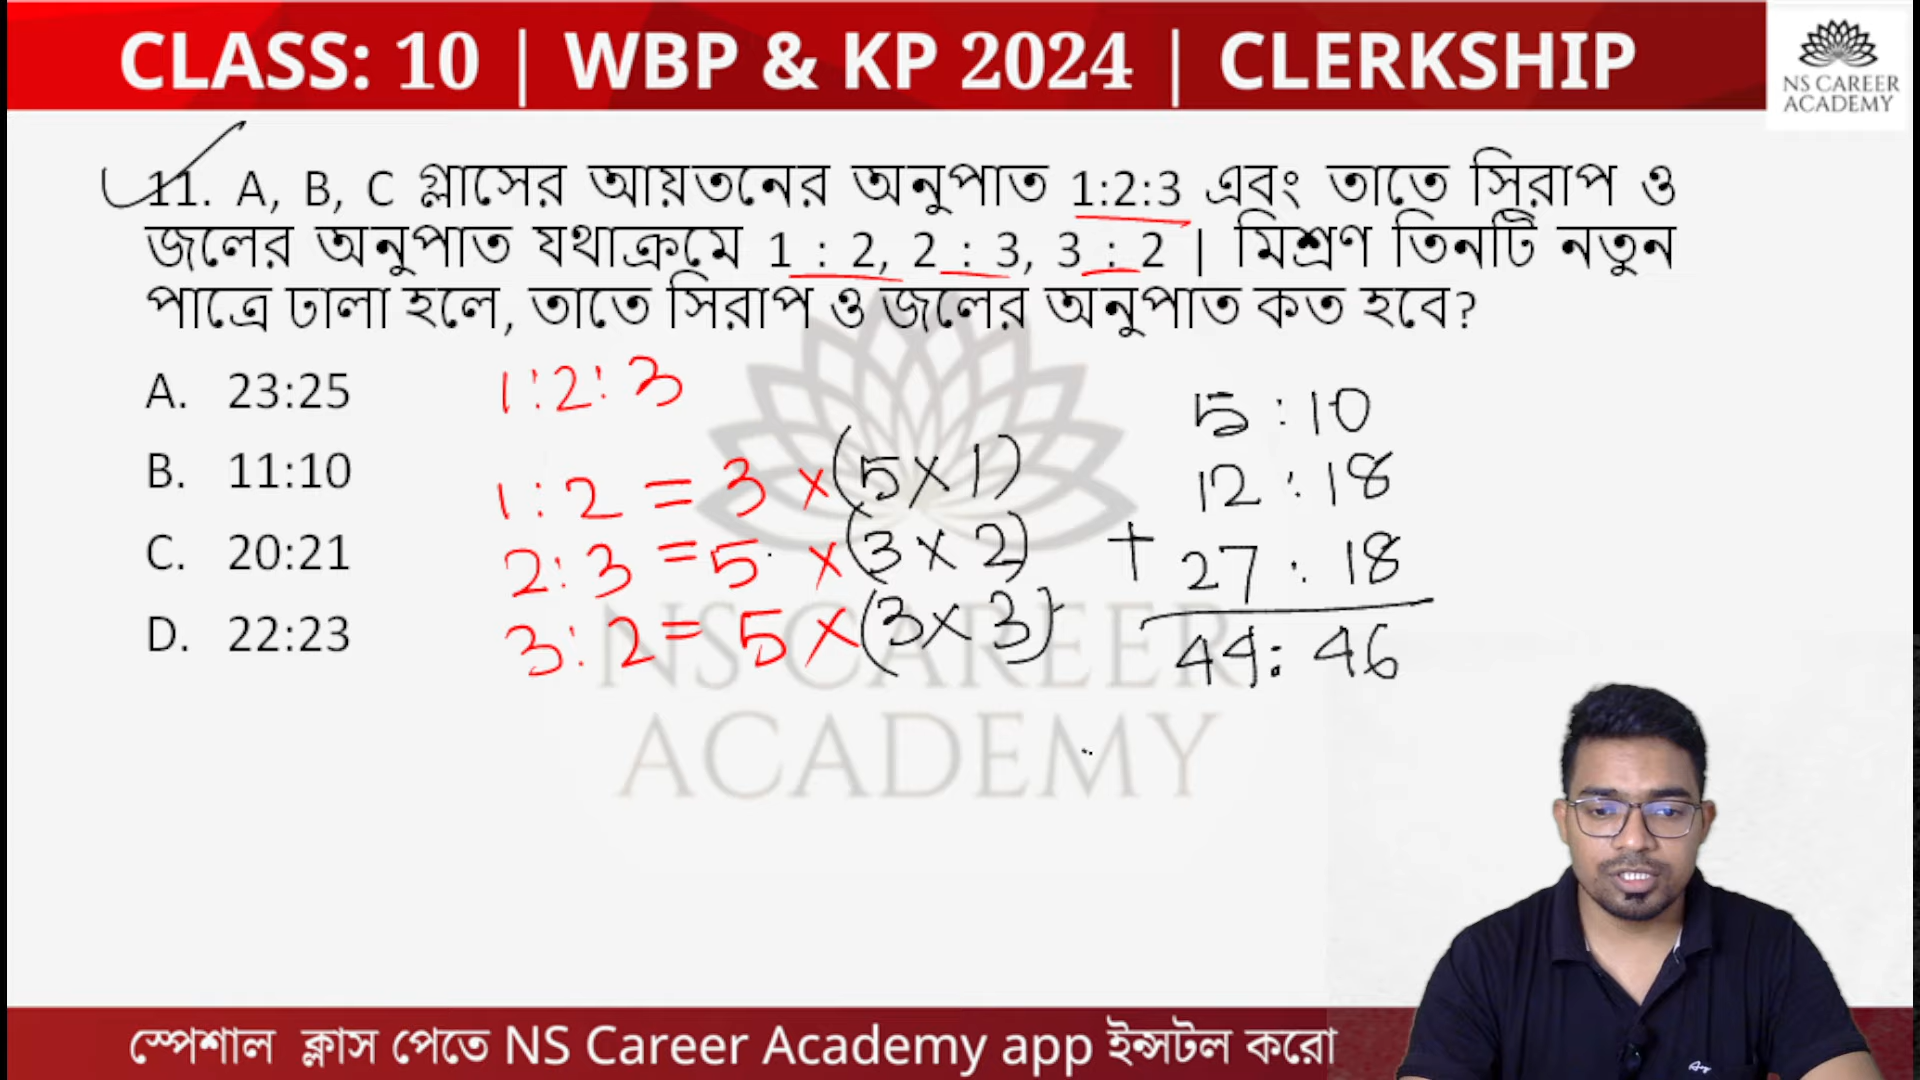 CLASS: 10 | WBP & KP 2024 | CLERKSHIP
NS CAREER
ACADEMY
11. A, B, C গ্লাসের আয়তনের অনুপাত 1:2:3 এবং তাতে সিরাপ ও
জলের অনুপাত যথাক্রমে 1 : 2, 2 : 3, 3 : 2 | মিশ্রণ তিনটি নতুন
পাত্রে ঢালা হলে, তাতে সিরাপ ও জলের অনুপাত কত হবে?
A. 23:25
B. 11:10
C. 20:21
D. 22:23
1:2:3
1:2 = 3 × (5×1)
2:3 = 5 × (3×2)
3:2 = 5 × (3×3)
5:10
12:18
+ 27:18
44:46
NS CAREER
ACADEMY
স্পেশাল ক্লাস পেতে NS Career Academy app ইন্সটল করো